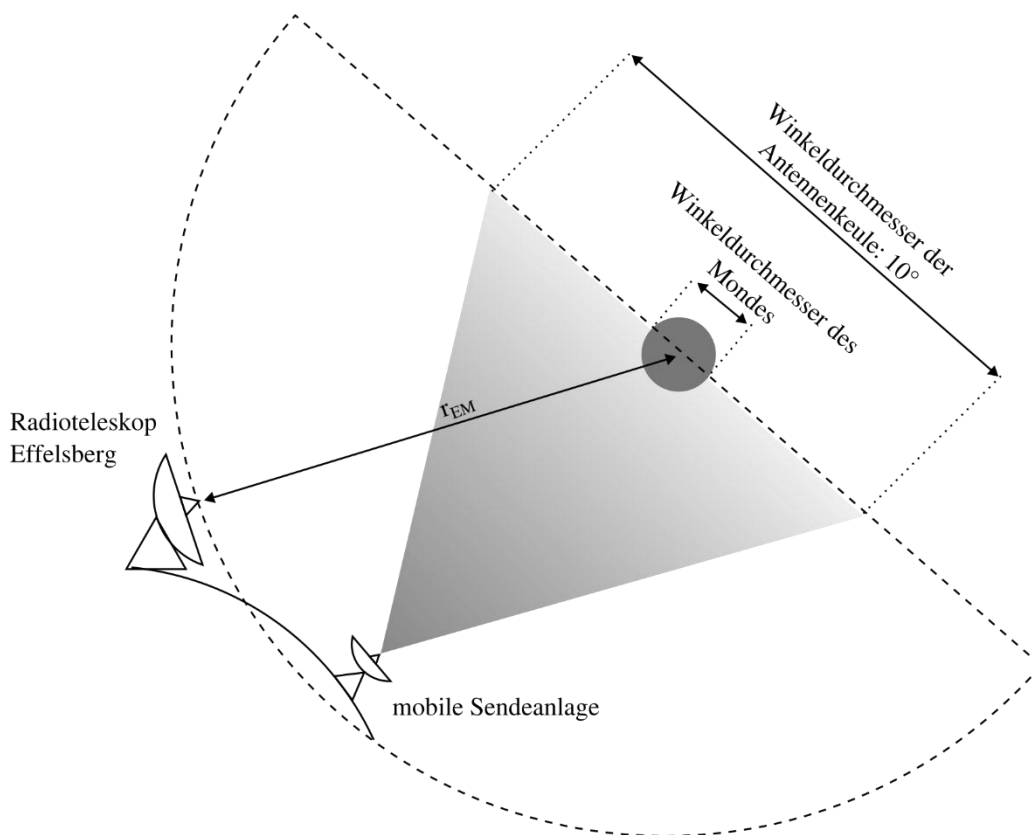 Winkeldurchmesser der
Antennenkeule: 10°
Winkeldurchmesser des
Mondes
r_EM
Radioteleskop
Effelsberg
mobile Sendeanlage